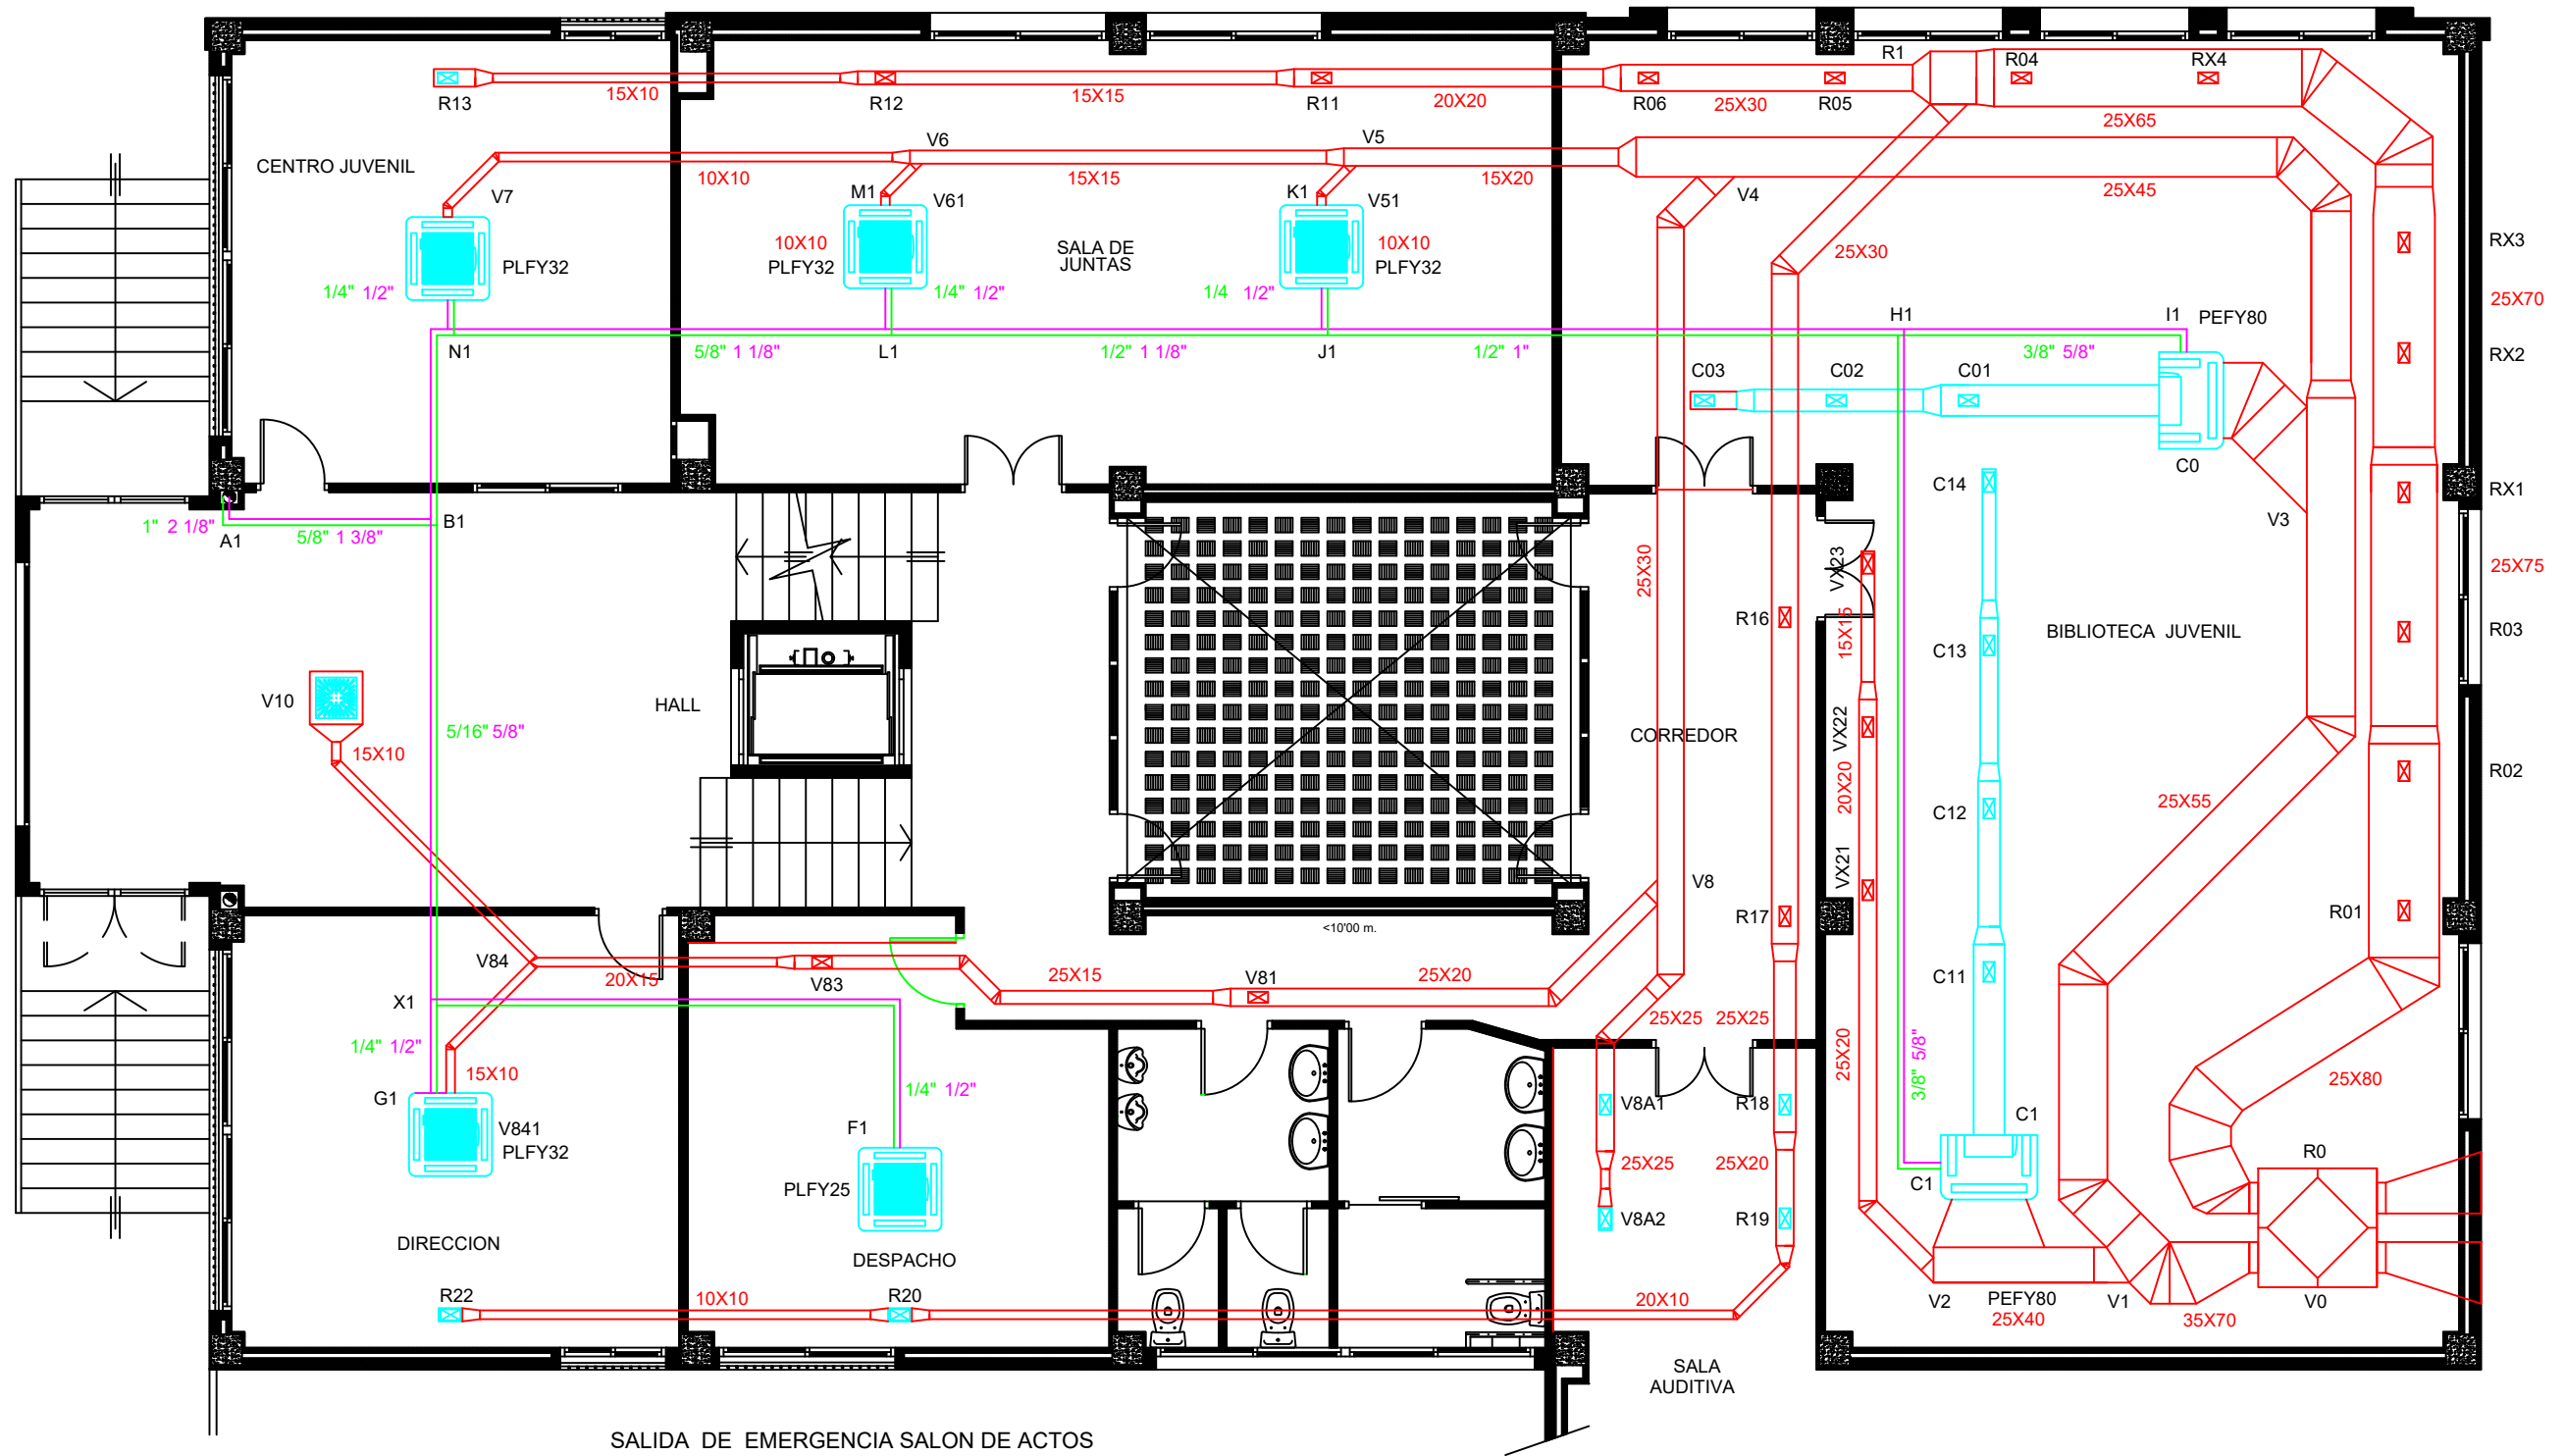 R1
R04
RX4
R13
R12
R11
R06
R05
15X10
15X15
20X20
25X30
25X65
V6
V5
CENTRO JUVENIL
10X10
15X15
15X20
25X45
V7
M1
V61
K1
V51
V4
10X10
10X10
SALA DE
JUNTAS
PLFY32
PLFY32
PLFY32
25X30
RX3
1/4" 1/2"
1/4" 1/2"
1/4 1/2"
25X70
H1
I1
PEFY80
N1
5/8" 1 1/8"
L1
1/2" 1 1/8"
J1
1/2" 1"
3/8" 5/8"
RX2
C03
C02
C01
C0
C14
RX1
1" 2 1/8"
A1
5/8" 1 3/8"
B1
V3
25X30
VX23
25X75
R16
15X15
C13
BIBLIOTECA JUVENIL
R03
V10
HALL
5/16" 5/8"
15X10
VX22
CORREDOR
R02
20X20
C12
25X55
VX21
V8
R17
R01
<10'00 m.
V84
20X15
V83
25X15
V81
25X20
C11
X1
25X25
25X25
25X20
1/4" 1/2"
15X10
3/8" 5/8"
25X80
G1
1/4" 1/2"
V8A1
R18
V841
PLFY32
F1
C1
R0
25X25
25X20
PLFY25
C1
V8A2
R19
DIRECCION
DESPACHO
R22
10X10
R20
20X10
V2
PEFY80
25X40
V1
35X70
V0
SALA
AUDITIVA
SALIDA DE EMERGENCIA SALON DE ACTOS